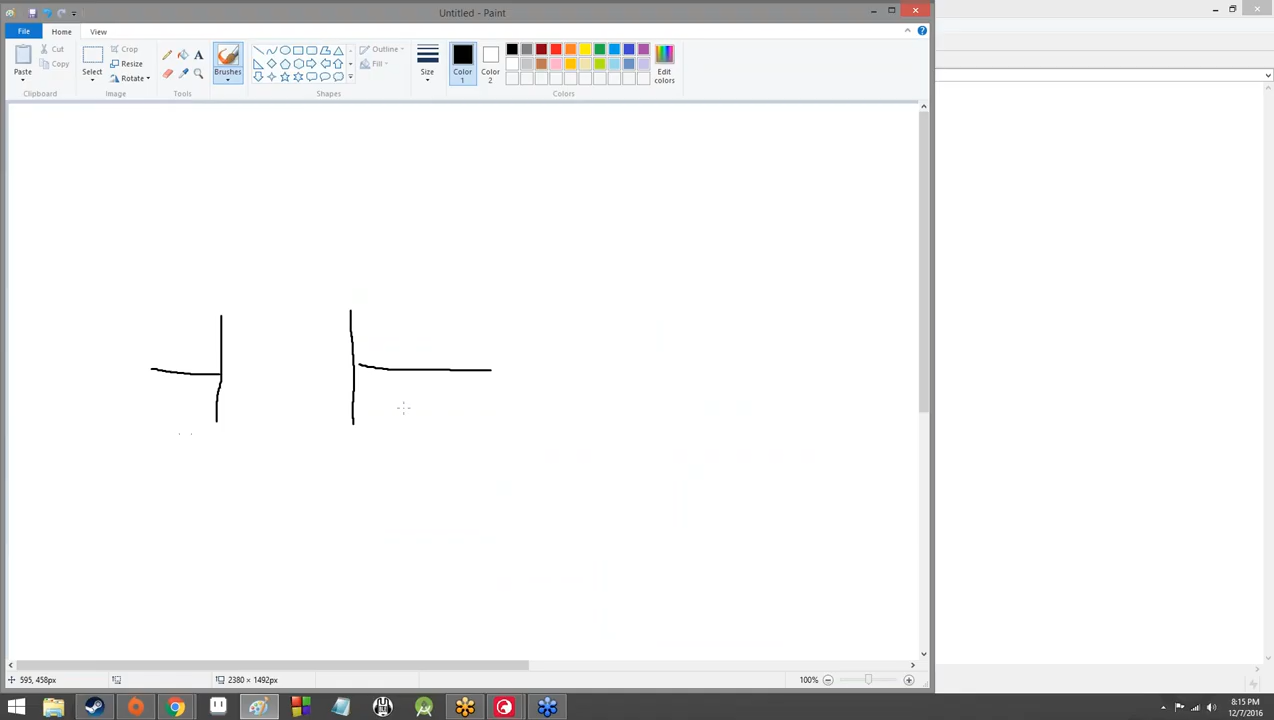 Untitled - Paint
File Home View
Paste
Cut
Copy
Clipboard
Select
Crop
Resize
Rotate
Image
Tools
Brushes
Outline
Fill
Shapes
Size
Color 1
Color 2
Edit colors
Colors
595, 458px
2380 × 1492px
100%
8:15 PM
12/7/2016